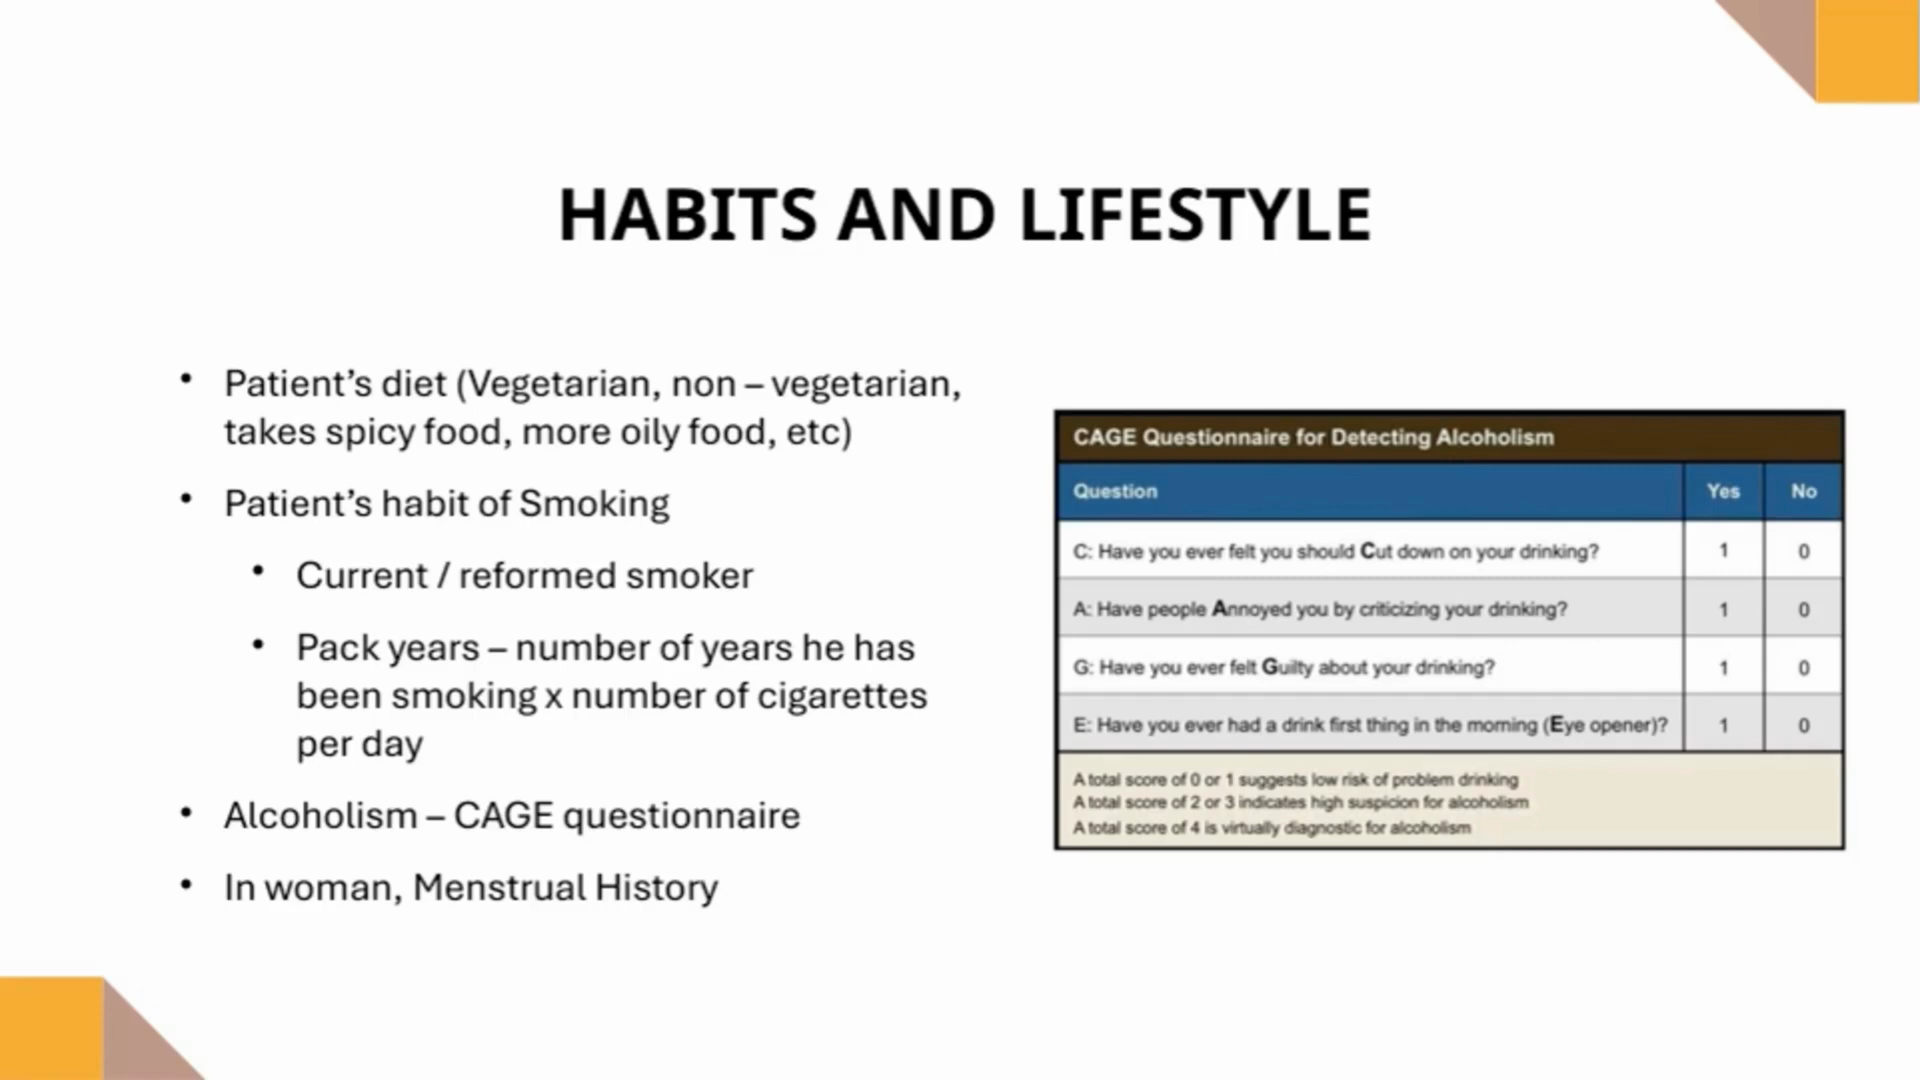 HABITS AND LIFESTYLE
• Patient’s diet (Vegetarian, non – vegetarian,
takes spicy food, more oily food, etc)
• Patient’s habit of Smoking
• Current / reformed smoker
• Pack years – number of years he has
been smoking x number of cigarettes
per day
• Alcoholism – CAGE questionnaire
• In woman, Menstrual History
CAGE Questionnaire for Detecting Alcoholism
Question Yes No
C: Have you ever felt you should Cut down on your drinking? 1 0
A: Have people Annoyed you by criticizing your drinking? 1 0
G: Have you ever felt Guilty about your drinking? 1 0
E: Have you ever had a drink first thing in the morning (Eye opener)? 1 0
A total score of 0 or 1 suggests low risk of problem drinking
A total score of 2 or 3 indicates high suspicion for alcoholism
A total score of 4 is virtually diagnostic for alcoholism